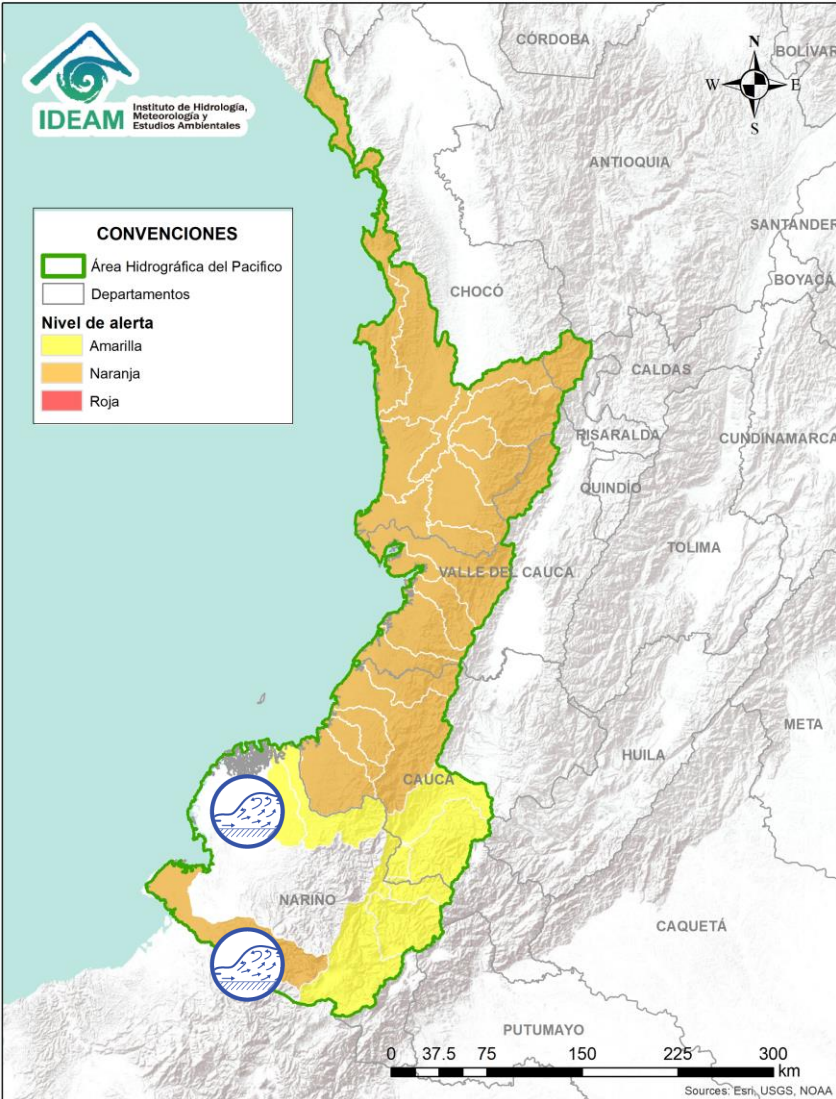 IDEAM
Instituto de Hidrología,
Meteorología y
Estudios Ambientales
CÓRDOBA
BOLÍVAR
N
W
E
S
ANTIOQUIA
SANTANDER
BOYACÁ
CONVENCIONES
Área Hidrográfica del Pacifico
Departamentos
Nivel de alerta
Amarilla
Naranja
Roja
CHOCÓ
CALDAS
RISARALDA
CUNDINAMARCA
QUINDÍO
TOLIMA
VALLE DEL CAUCA
META
HUILA
CAUCA
NARIÑO
CAQUETÁ
PUTUMAYO
0 37.5 75 150 225 300
km
Sources: Esri, USGS, NOAA